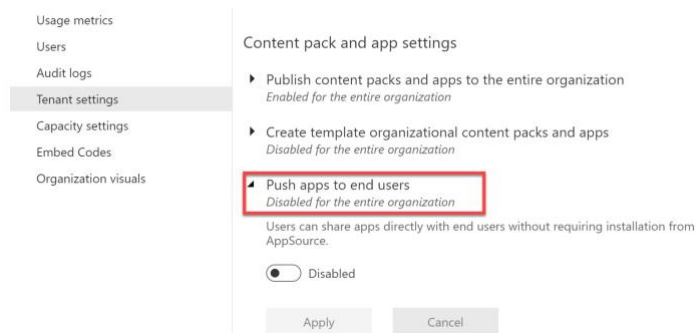 Usage metrics
Users
Audit logs
Tenant settings
Capacity settings
Embed Codes
Organization visuals
Content pack and app settings
Publish content packs and apps to the entire organization
Enabled for the entire organization
Create template organizational content packs and apps
Disabled for the entire organization
Push apps to end users
Disabled for the entire organization
Users can share apps directly with end users without requiring installation from
AppSource.
Disabled
Apply Cancel